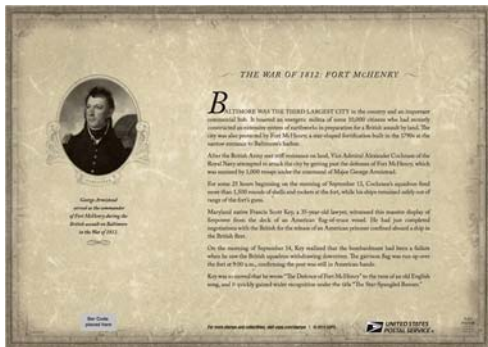 THE WAR OF 1812: FORT McHENRY
BALTIMORE WAS THE THIRD-LARGEST CITY in the country and an important
commercial hub. It boasted an energetic militia of some 10,000 citizens who had recently
constructed an extensive system of earthworks in preparation for a British assault by land. The
city was also protected by Fort McHenry, a star-shaped fortification built in the 1790s at the
narrow entrance to Baltimore's harbor.
After the British Army met stiff resistance on land, Vice Admiral Alexander Cochrane of the
Royal Navy attempted to attack the city by getting past the defenses of Fort McHenry, which
was manned by 1,000 troops under the command of Major George Armistead.
For some 25 hours beginning on the morning of September 13, Cochrane's squadron fired
more than 1,500 rounds of shells and rockets at the fort, while his ships remained safely out of
range of the fort's guns.
Maryland native Francis Scott Key, a 35-year-old lawyer, witnessed this massive display of
firepower from the deck of an American flag-of-truce vessel. He had just completed
negotiations with the British for the release of an American prisoner confined aboard a ship in
the British fleet.
On the morning of September 14, Key realized that the bombardment had been a failure
when he saw the British squadron withdrawing downriver. The garrison flag was run up over
the fort at 9:00 a.m., confirming the post was still in American hands.
Key was so moved that he wrote "The Defence of Fort McHenry" to the tune of an old English
song, and it quickly gained wider recognition under the title "The Star-Spangled Banner."
George Armistead
served as the commander
of Fort McHenry during the
British assault on Baltimore
in the War of 1812.
Bar Code
placed here
For more stamps and collectibles, visit usps.com/stamps
UNITED STATES
POSTAL SERVICE